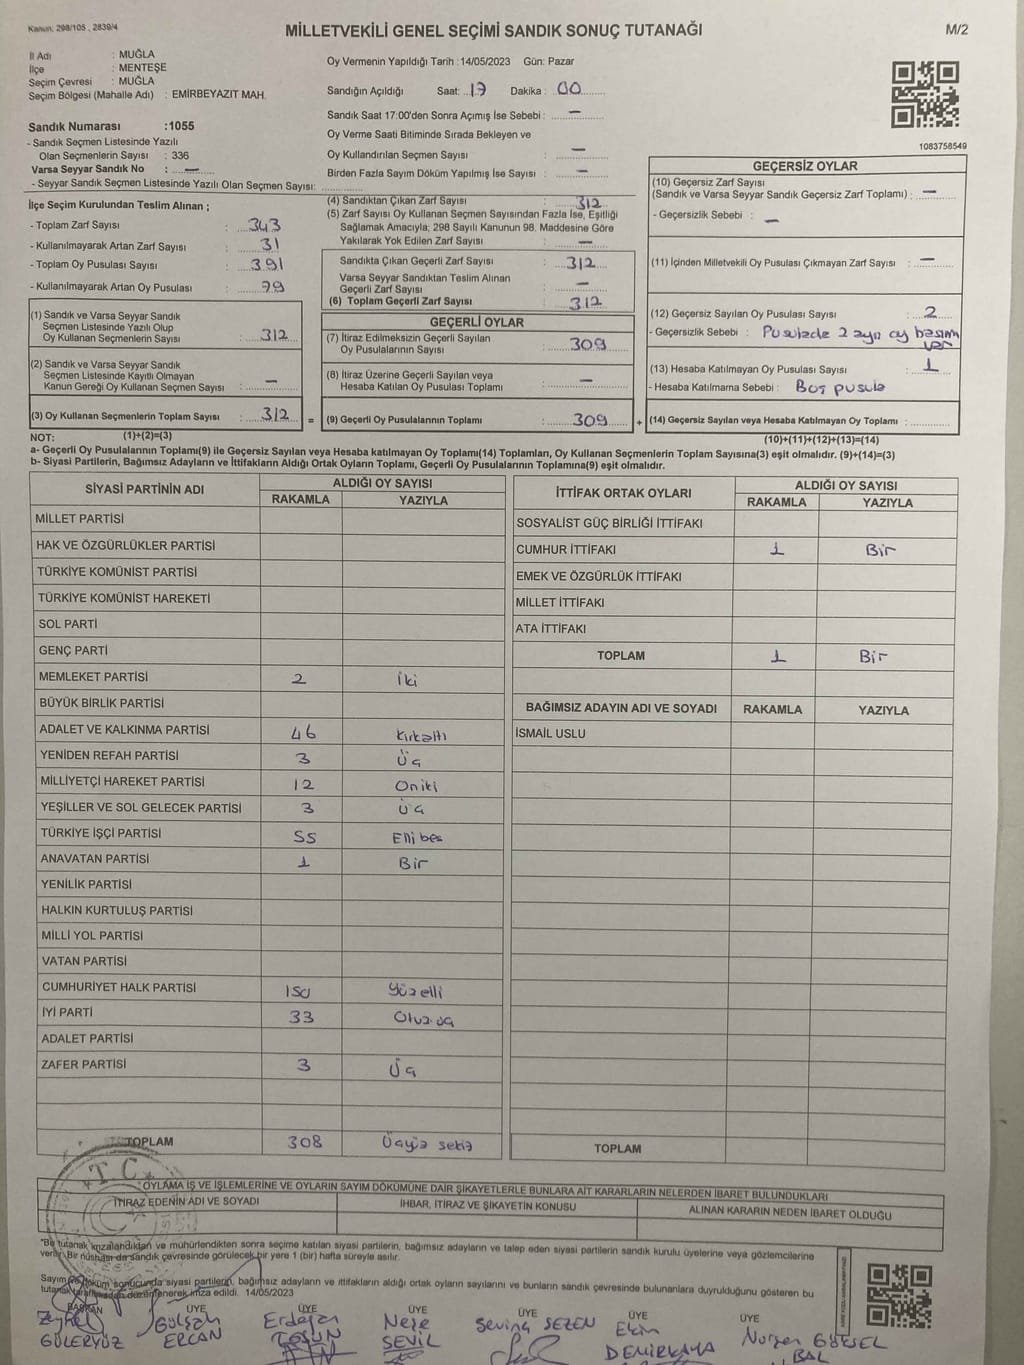 Kanun: 298/105 , 2839/4
MİLLETVEKİLİ GENEL SEÇİMİ SANDIK SONUÇ TUTANAĞI
M/2
İl Adı : MUĞLA
İlçe : MENTEŞE
Seçim Çevresi : MUĞLA
Seçim Bölgesi (Mahalle Adı) : EMİRBEYAZIT MAH.
Sandık Numarası :1055
- Sandık Seçmen Listesinde Yazılı
Olan Seçmenlerin Sayısı : 336
Varsa Seyyar Sandık No : —
- Seyyar Sandık Seçmen Listesinde Yazılı Olan Seçmen Sayısı:
Oy Vermenin Yapıldığı Tarih : 14/05/2023 Gün: Pazar
Sandığın Açıldığı Saat: 17 Dakika : 00
Sandık Saat 17:00'den Sonra Açımış İse Sebebi : —
Oy Verme Saati Bitiminde Sırada Bekleyen ve
Oy Kullandırılan Seçmen Sayısı : —
Birden Fazla Sayım Döküm Yapılmış İse Sayısı : —
1083758549
İlçe Seçim Kurulundan Teslim Alınan ;
- Toplam Zarf Sayısı : 343
- Kullanılmayarak Artan Zarf Sayısı : 31
- Toplam Oy Pusulası Sayısı : 391
- Kullanılmayarak Artan Oy Pusulası : 79
(1) Sandık ve Varsa Seyyar Sandık
Seçmen Listesinde Yazılı Olup
Oy Kullanan Seçmenlerin Sayısı : 312
(2) Sandık ve Varsa Seyyar Sandık
Seçmen Listesinde Kayıtlı Olmayan
Kanun Gereği Oy Kullanan Seçmen Sayısı : —
(3) Oy Kullanan Seçmenlerin Toplam Sayısı : 312
(1)+(2)=(3)
(4) Sandıktan Çıkan Zarf Sayısı : 312
(5) Zarf Sayısı Oy Kullanan Seçmen Sayısından Fazla İse, Eşitliği
Sağlamak Amacıyla; 298 Sayılı Kanunun 98. Maddesine Göre
Yakılarak Yok Edilen Zarf Sayısı : —
Sandıkta Çıkan Geçerli Zarf Sayısı : 312
Varsa Seyyar Sandıktan Teslim Alınan
Geçerli Zarf Sayısı : —
(6) Toplam Geçerli Zarf Sayısı : 312
GEÇERLİ OYLAR
(7) İtiraz Edilmeksizin Geçerli Sayılan
Oy Pusulalarının Sayısı : 309
(8) İtiraz Üzerine Geçerli Sayılan veya
Hesaba Katılan Oy Pusulası Toplamı : —
= (9) Geçerli Oy Pusulalarının Toplamı : 309 +
GEÇERSİZ OYLAR
(10) Geçersiz Zarf Sayısı
(Sandık ve Varsa Seyyar Sandık Geçersiz Zarf Toplamı) : —
- Geçersizlik Sebebi : —
(11) İçinden Milletvekili Oy Pusulası Çıkmayan Zarf Sayısı : —
(12) Geçersiz Sayılan Oy Pusulası Sayısı : 2
- Geçersizlik Sebebi : Pusulada 2 ayrı oy basımı
var
(13) Hesaba Katılmayan Oy Pusulası Sayısı : 1
- Hesaba Katılmama Sebebi : Boş pusula
(14) Geçersiz Sayılan veya Hesaba Katılmayan Oy Toplamı :
(10)+(11)+(12)+(13)=(14)
NOT:
a- Geçerli Oy Pusulalarının Toplamı(9) ile Geçersiz Sayılan veya Hesaba katılmayan Oy Toplamı(14) Toplamları, Oy Kullanan Seçmenlerin Toplam Sayısına(3) eşit olmalıdır. (9)+(14)=(3)
b- Siyasi Partilerin, Bağımsız Adayların ve İttifakların Aldığı Ortak Oyların Toplamı, Geçerli Oy Pusulalarının Toplamına(9) eşit olmalıdır.
SİYASİ PARTİNİN ADI
ALDIĞI OY SAYISI
RAKAMLA YAZIYLA
MİLLET PARTİSİ
HAK VE ÖZGÜRLÜKLER PARTİSİ
TÜRKİYE KOMÜNİST PARTİSİ
TÜRKİYE KOMÜNİST HAREKETİ
SOL PARTİ
GENÇ PARTİ
MEMLEKET PARTİSİ 2 İki
BÜYÜK BİRLİK PARTİSİ
ADALET VE KALKINMA PARTİSİ 46 Kırkaltı
YENİDEN REFAH PARTİSİ 3 Üç
MİLLİYETÇİ HAREKET PARTİSİ 12 Oniki
YEŞİLLER VE SOL GELECEK PARTİSİ 3 Üç
TÜRKİYE İŞÇİ PARTİSİ 55 Elli beş
ANAVATAN PARTİSİ 1 Bir
YENİLİK PARTİSİ
HALKIN KURTULUŞ PARTİSİ
MİLLİ YOL PARTİSİ
VATAN PARTİSİ
CUMHURİYET HALK PARTİSİ 150 Yüzelli
İYİ PARTİ 33 Otuz üç
ADALET PARTİSİ
ZAFER PARTİSİ 3 Üç
TOPLAM 308 Üçyüz sekiz
İTTİFAK ORTAK OYLARI
ALDIĞI OY SAYISI
RAKAMLA YAZIYLA
SOSYALİST GÜÇ BİRLİĞİ İTTİFAKI
CUMHUR İTTİFAKI 1 Bir
EMEK VE ÖZGÜRLÜK İTTİFAKI
MİLLET İTTİFAKI
ATA İTTİFAKI
TOPLAM 1 Bir
BAĞIMSIZ ADAYIN ADI VE SOYADI RAKAMLA YAZIYLA
İSMAİL USLU
TOPLAM
T.C.
OYLAMA İŞ VE İŞLEMLERİNE VE OYLARIN SAYIM DÖKÜMÜNE DAİR ŞİKAYETLERLE BUNLARA AİT KARARLARIN NELERDEN İBARET BULUNDUKLARI
İTİRAZ EDENİN ADI VE SOYADI İHBAR, İTİRAZ VE ŞİKAYETİN KONUSU ALINAN KARARIN NEDEN İBARET OLDUĞU
"Bu tutanak imzalandıktan ve mühürlendikten sonra seçime katılan siyasi partilerin, bağımsız adayların ve talep eden siyasi partilerin sandık kurulu üyelerine veya gözlemcilerine
verilir. Bir nüshası da sandık çevresinde görülecek bir yere 1 (bir) hafta süreyle asılır.
Sayım döküm sonucunda siyasi partilerin, bağımsız adayların ve ittifakların aldığı ortak oyların sayılarını ve bunların sandık çevresinde bulunanlara duyrulduğunu gösteren bu
tutanak tarafımızdan düzenlenerek imza edildi. 14/05/2023
BAŞKAN ÜYE ÜYE ÜYE ÜYE ÜYE ÜYE
Zeynel Gülşah Erdoğan Neşe Sevinç SEZEN Ekin Nurşen GÜRSEL
GÜLERYÜZ ERCAN TOSUN SEVİL DEMİRKAYA BAL